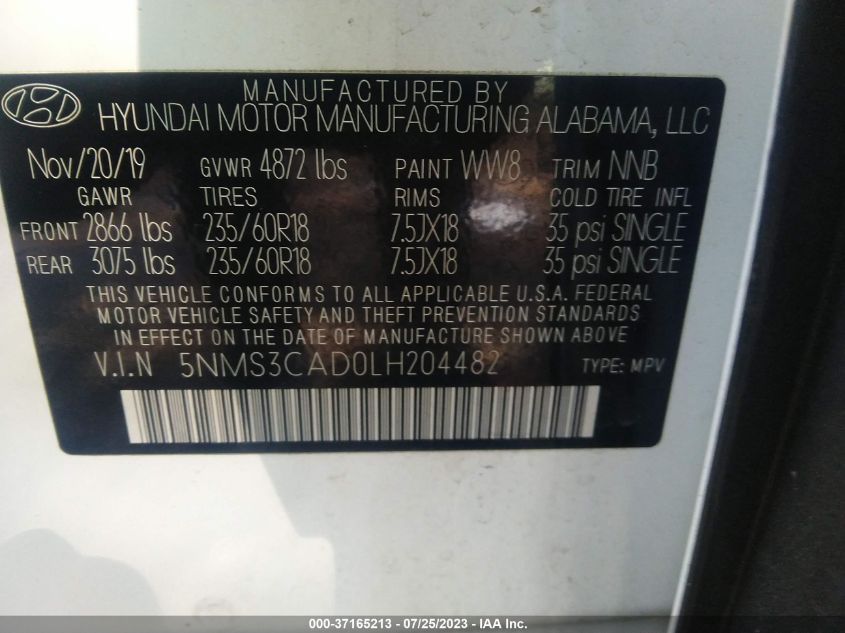 MANUFACTURED BY
HYUNDAI MOTOR MANUFACTURING ALABAMA, LLC
Nov/20/19 GVWR 4872 lbs PAINT WW8 TRIM NNB
GAWR TIRES RIMS COLD TIRE INFL
FRONT 2866 lbs 235/60R18 7.5JX18 35 psi SINGLE
REAR 3075 lbs 235/60R18 7.5JX18 35 psi SINGLE
THIS VEHICLE CONFORMS TO ALL APPLICABLE U.S.A. FEDERAL
MOTOR VEHICLE SAFETY AND THEFT PREVENTION STANDARDS
IN EFFECT ON THE DATE OF MANUFACTURE SHOWN ABOVE.
V.I.N 5NMS3CAD0LH204482 TYPE: MPV
000-37165213 - 07/25/2023 - IAA Inc.